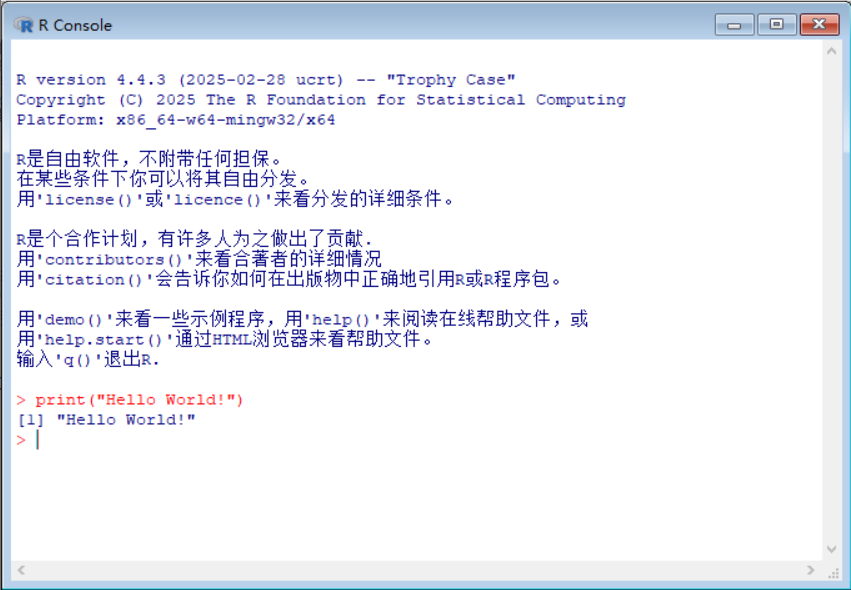 R Console
R version 4.4.3 (2025-02-28 ucrt) -- "Trophy Case"
Copyright (C) 2025 The R Foundation for Statistical Computing
Platform: x86_64-w64-mingw32/x64
R是自由软件，不附带任何担保。
在某些条件下你可以将其自由分发。
用'license()'或'licence()'来看分发的详细条件。
R是个合作计划，有许多人为之做出了贡献.
用'contributors()'来看合著者的详细情况
用'citation()'会告诉你如何在出版物中正确地引用R或R程序包。
用'demo()'来看一些示例程序，用'help()'来阅读在线帮助文件，或
用'help.start()'通过HTML浏览器来看帮助文件。
输入'q()'退出R.
> print("Hello World!")
[1] "Hello World!"
>